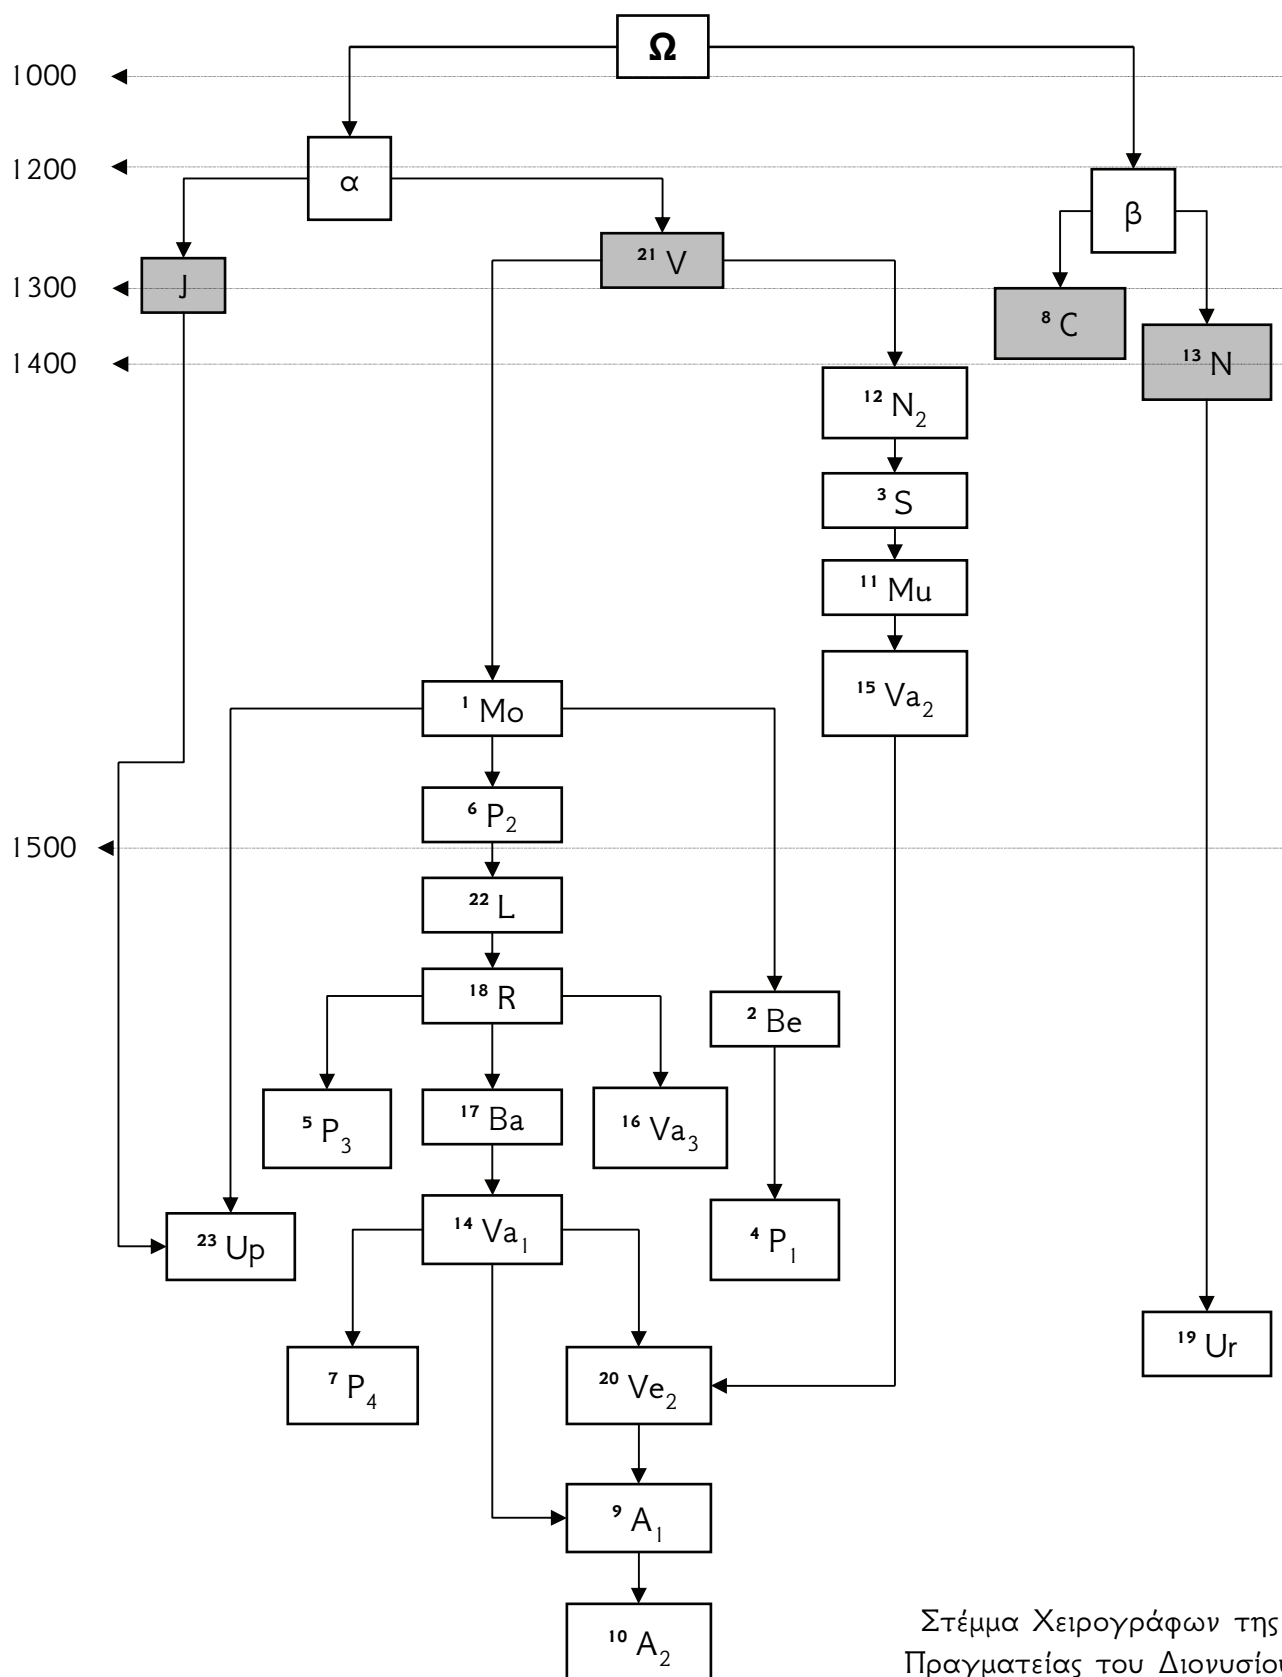 Ω
1000
1200
α
β
21 V
J
1300
8 C
13 N
1400
12 N2
3 S
11 Mu
15 Va2
1 Mo
6 P2
1500
22 L
18 R
2 Be
5 P3
17 Ba
16 Va3
14 Va1
4 P1
23 Up
19 Ur
7 P4
20 Ve2
9 A1
10 A2
Στέμμα Χειρογράφων της
Πραγματείας του Διονυσίου